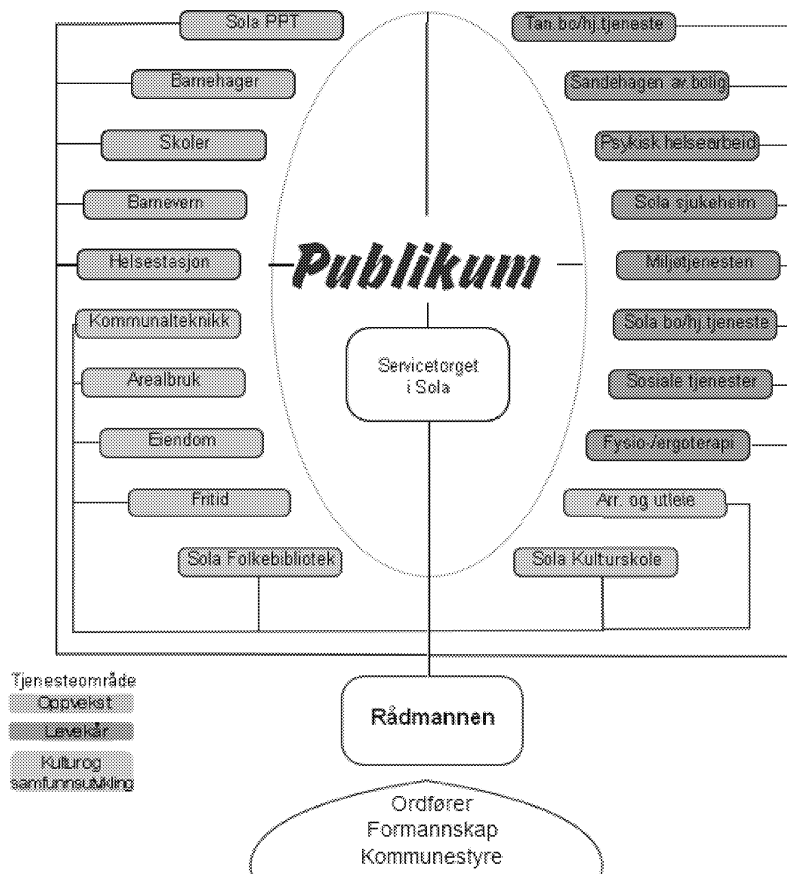 Sola PPT
Barnehager
Skoler
Barnevern
Helsestasjon
Kommunalteknikk
Arealbruk
Eiendom
Fritid
Sola Folkebibliotek
Publikum
Servicetorget
i Sola
Tan.bo/hj.tjeneste
Sandehagen av.bolig
Psykisk helsearbeid
Sola sjukeheim
Miljøtjenesten
Sola bo/hj.tjeneste
Sosiale tjenester
Fysio-/ergoterapi
Arr. og utleie
Sola Kulturskole
Tjenesteområde
Oppvekst
Levekår
Kultur og
samfunnsutvikling
Rådmannen
Ordfører
Formannskap
Kommunestyre